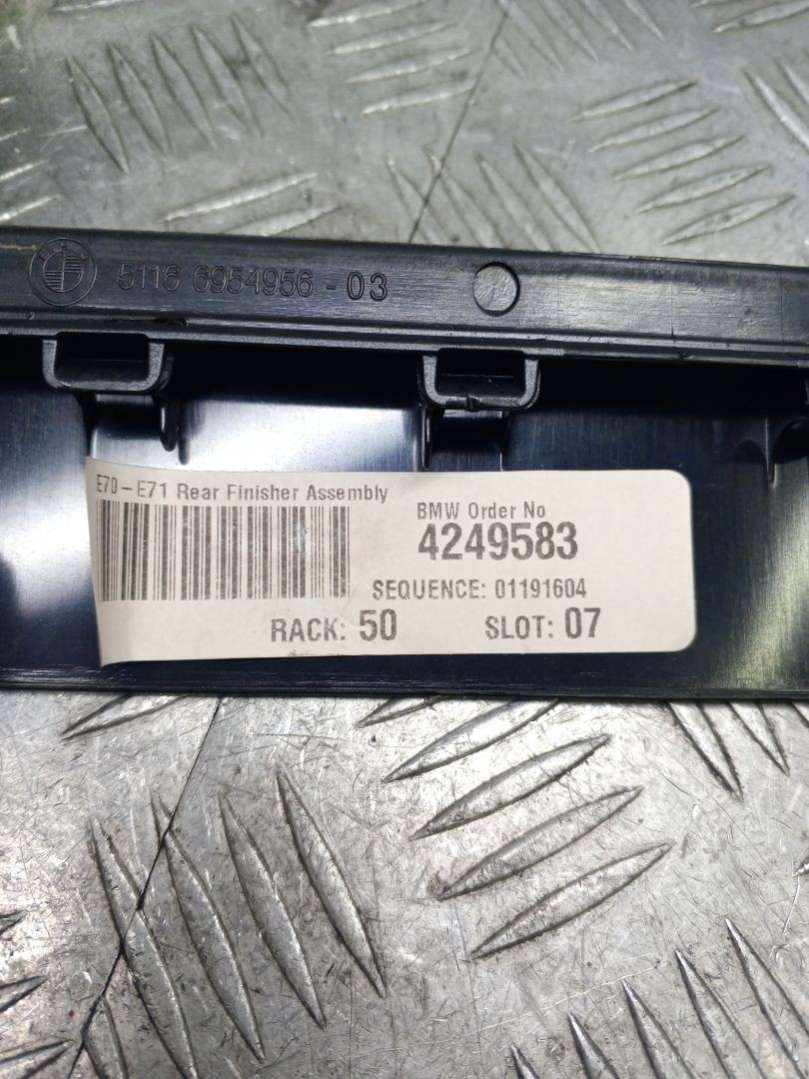 5116 6954956 - 03
E70 - E71 Rear Finisher Assembly
BMW Order No
4249583
SEQUENCE: 01191604
RACK: 50 SLOT: 07